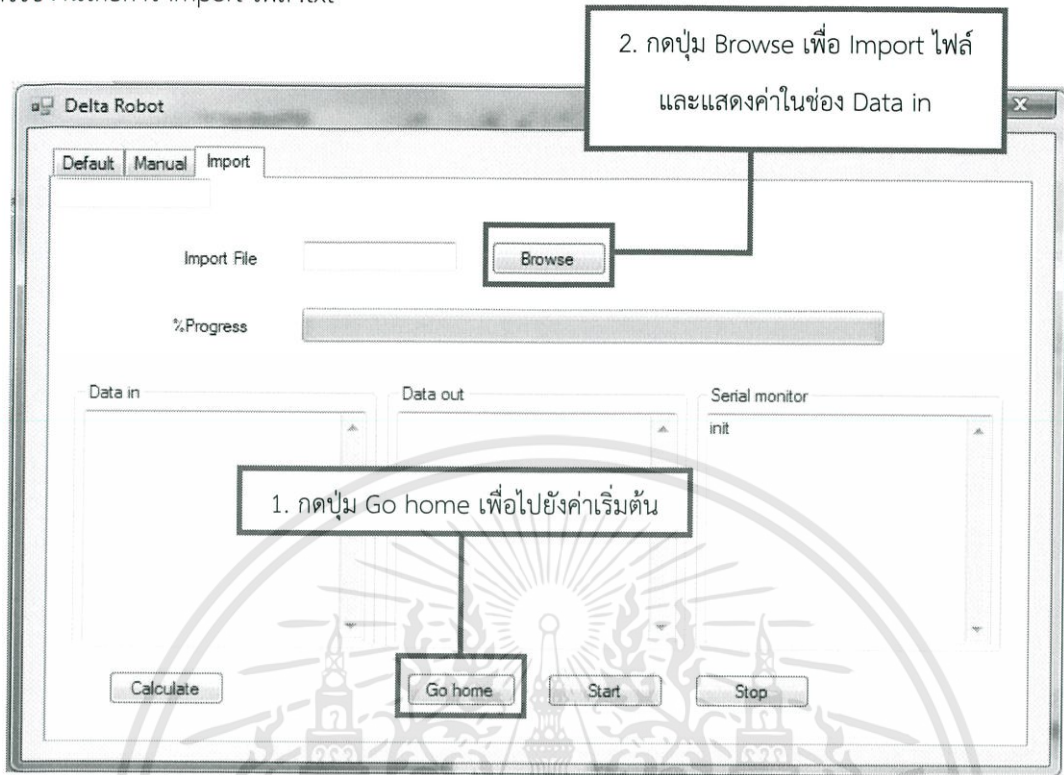 Import
2. กดปุ่ม Browse เพื่อ Import ไฟล์
และแสดงค่าในช่อง Data in
Delta Robot
x
Default Manual Import
Import File Browse
%Progress
Data in Data out Serial monitor
init
1. กดปุ่ม Go home เพื่อไปยังค่าเริ่มต้น
Calculate Go home Start Stop